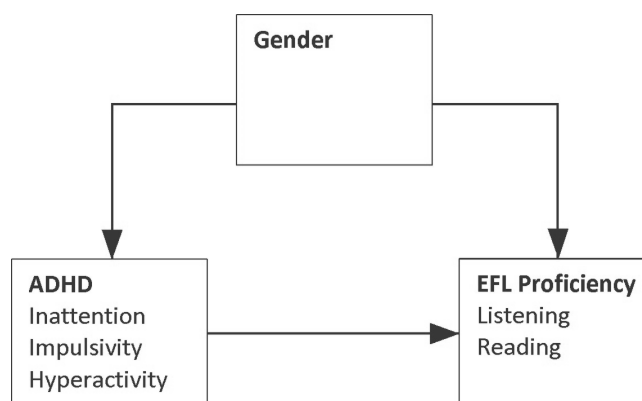 Gender
ADHD
Inattention
Impulsivity
Hyperactivity
EFL Proficiency
Listening
Reading